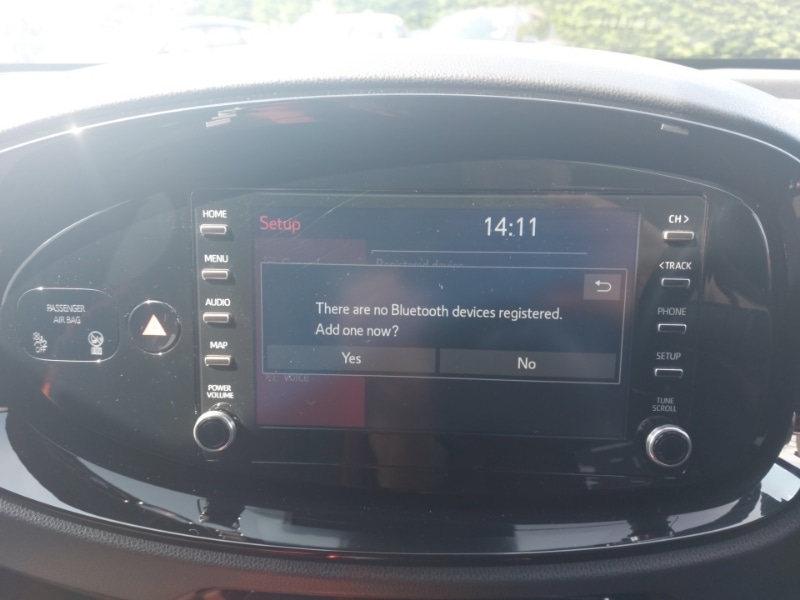 HOME
MENU
AUDIO
MAP
POWER
VOLUME
PASSENGER
AIR BAG
Setup
14:11
There are no Bluetooth devices registered.
Add one now?
Yes
No
Voice
CH >
< TRACK
PHONE
SETUP
TUNE
SCROLL